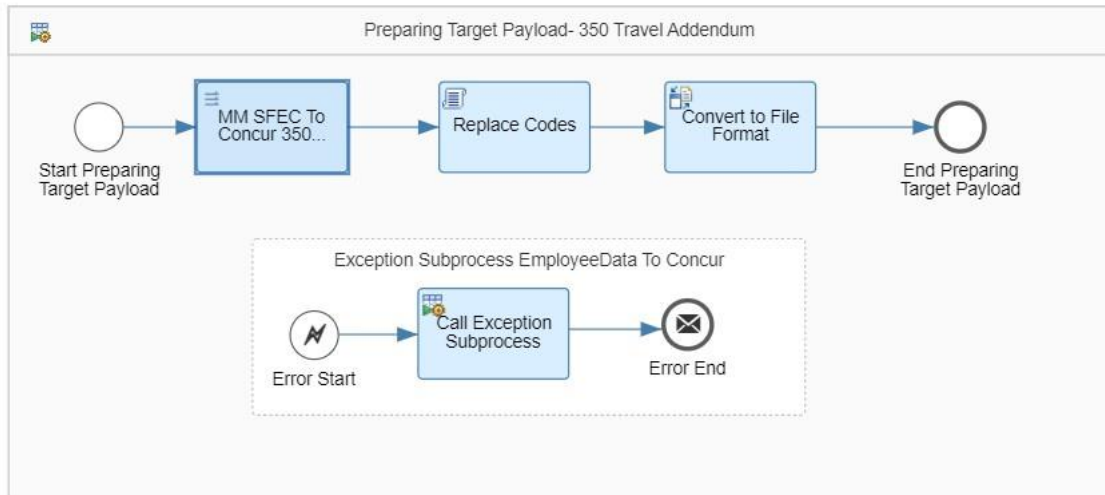 Preparing Target Payload- 350 Travel Addendum
MM SFEC To
Concur 350...
Replace Codes
Convert to File
Format
Start Preparing
Target Payload
End Preparing
Target Payload
Exception Subprocess EmployeeData To Concur
Call Exception
Subprocess
Error Start
Error End